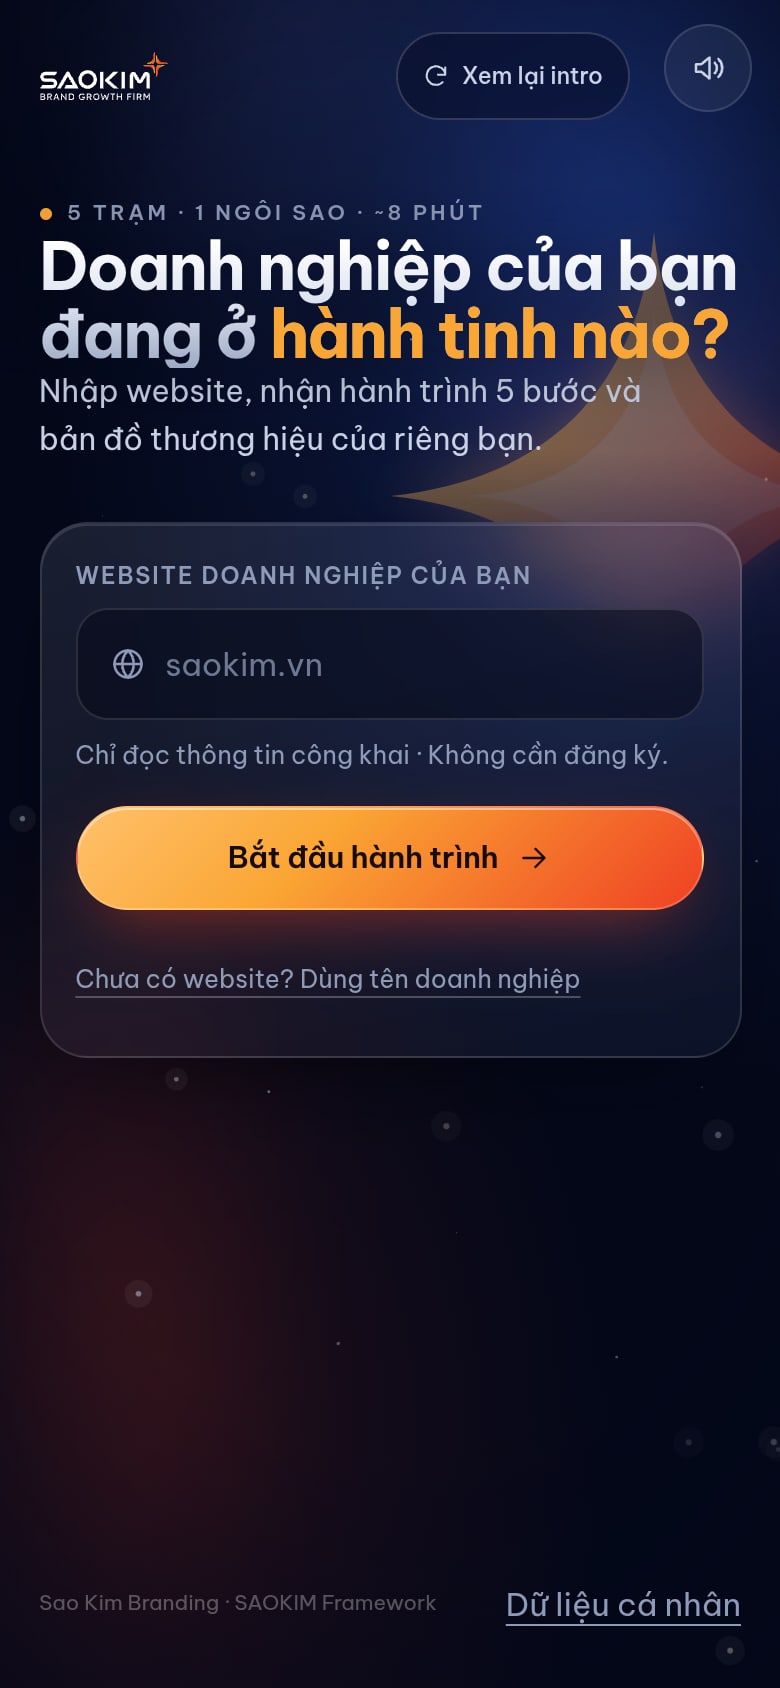 SAOKIM
BRAND GROWTH FIRM
Xem lại intro
5 TRẠM · 1 NGÔI SAO · ~8 PHÚT
Doanh nghiệp của bạn
đang ở hành tinh nào?
Nhập website, nhận hành trình 5 bước và
bản đồ thương hiệu của riêng bạn.
WEBSITE DOANH NGHIỆP CỦA BẠN
saokim.vn
Chỉ đọc thông tin công khai · Không cần đăng ký.
Bắt đầu hành trình →
Chưa có website? Dùng tên doanh nghiệp
Sao Kim Branding · SAOKIM Framework
Dữ liệu cá nhân